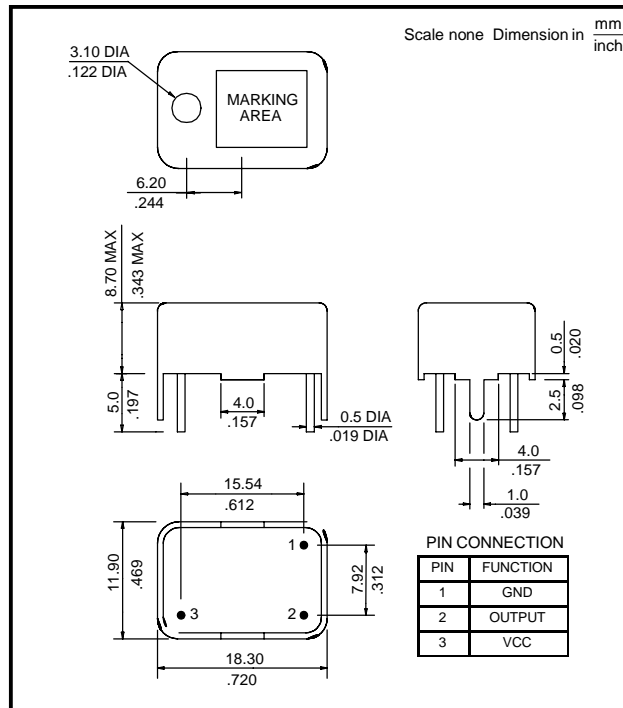 Scale none Dimension in mm
inch
3.10 DIA
.122 DIA
MARKING
AREA
6.20
.244
8.70 MAX
.343 MAX
5.0
.197
4.0
.157
0.5 DIA
.019 DIA
0.5
.020
2.5
.098
4.0
.157
1.0
.039
15.54
.612
11.90
.469
1
3
2
7.92
.312
18.30
.720
PIN CONNECTION
PIN FUNCTION
1 GND
2 OUTPUT
3 VCC